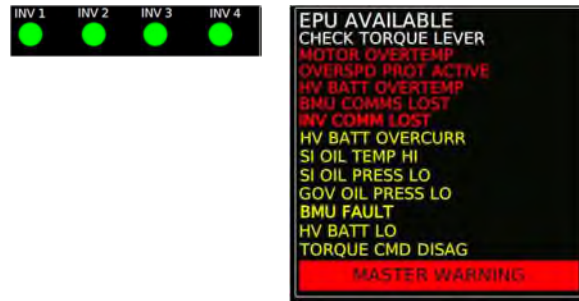 INV 1 INV 2 INV 3 INV 4
EPU AVAILABLE
CHECK TORQUE LEVER
MOTOR OVERTEMP
OVERSPD PROT ACTIVE
HV BATT OVERTEMP
BMU COMMS LOST
INV COMM LOST
HV BATT OVERCURR
SI OIL TEMP HI
SI OIL PRESS LO
GOV OIL PRESS LO
BMU FAULT
HV BATT LO
TORQUE CMD DISAG
MASTER WARNING